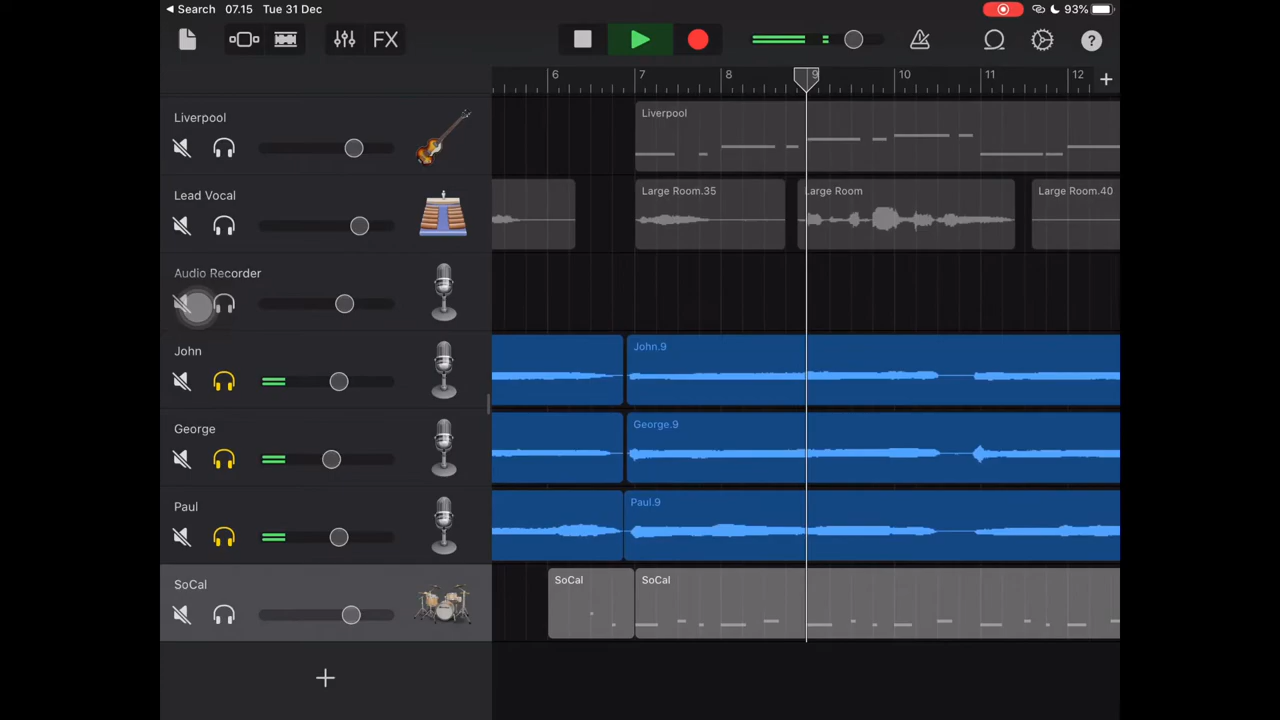 Search 07.15 Tue 31 Dec 93%
FX ?
6 7 8 9 10 11 12 +
Liverpool
Liverpool
Lead Vocal
Large Room.35 Large Room Large Room.40
Audio Recorder
John
John.9
George
George.9
Paul
Paul.9
SoCal
SoCal SoCal
+